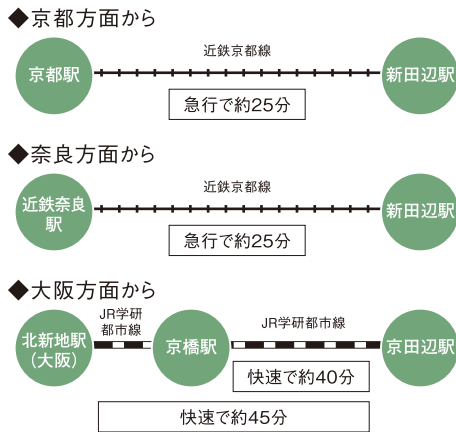 ◆京都方面から
近鉄京都線
京都駅
新田辺駅
急行で約25分
◆奈良方面から
近鉄京都線
近鉄奈良
駅
新田辺駅
急行で約25分
◆大阪方面から
JR学研
都市線
JR学研都市線
北新地駅
(大阪)
京橋駅
京田辺駅
快速で約40分
快速で約45分